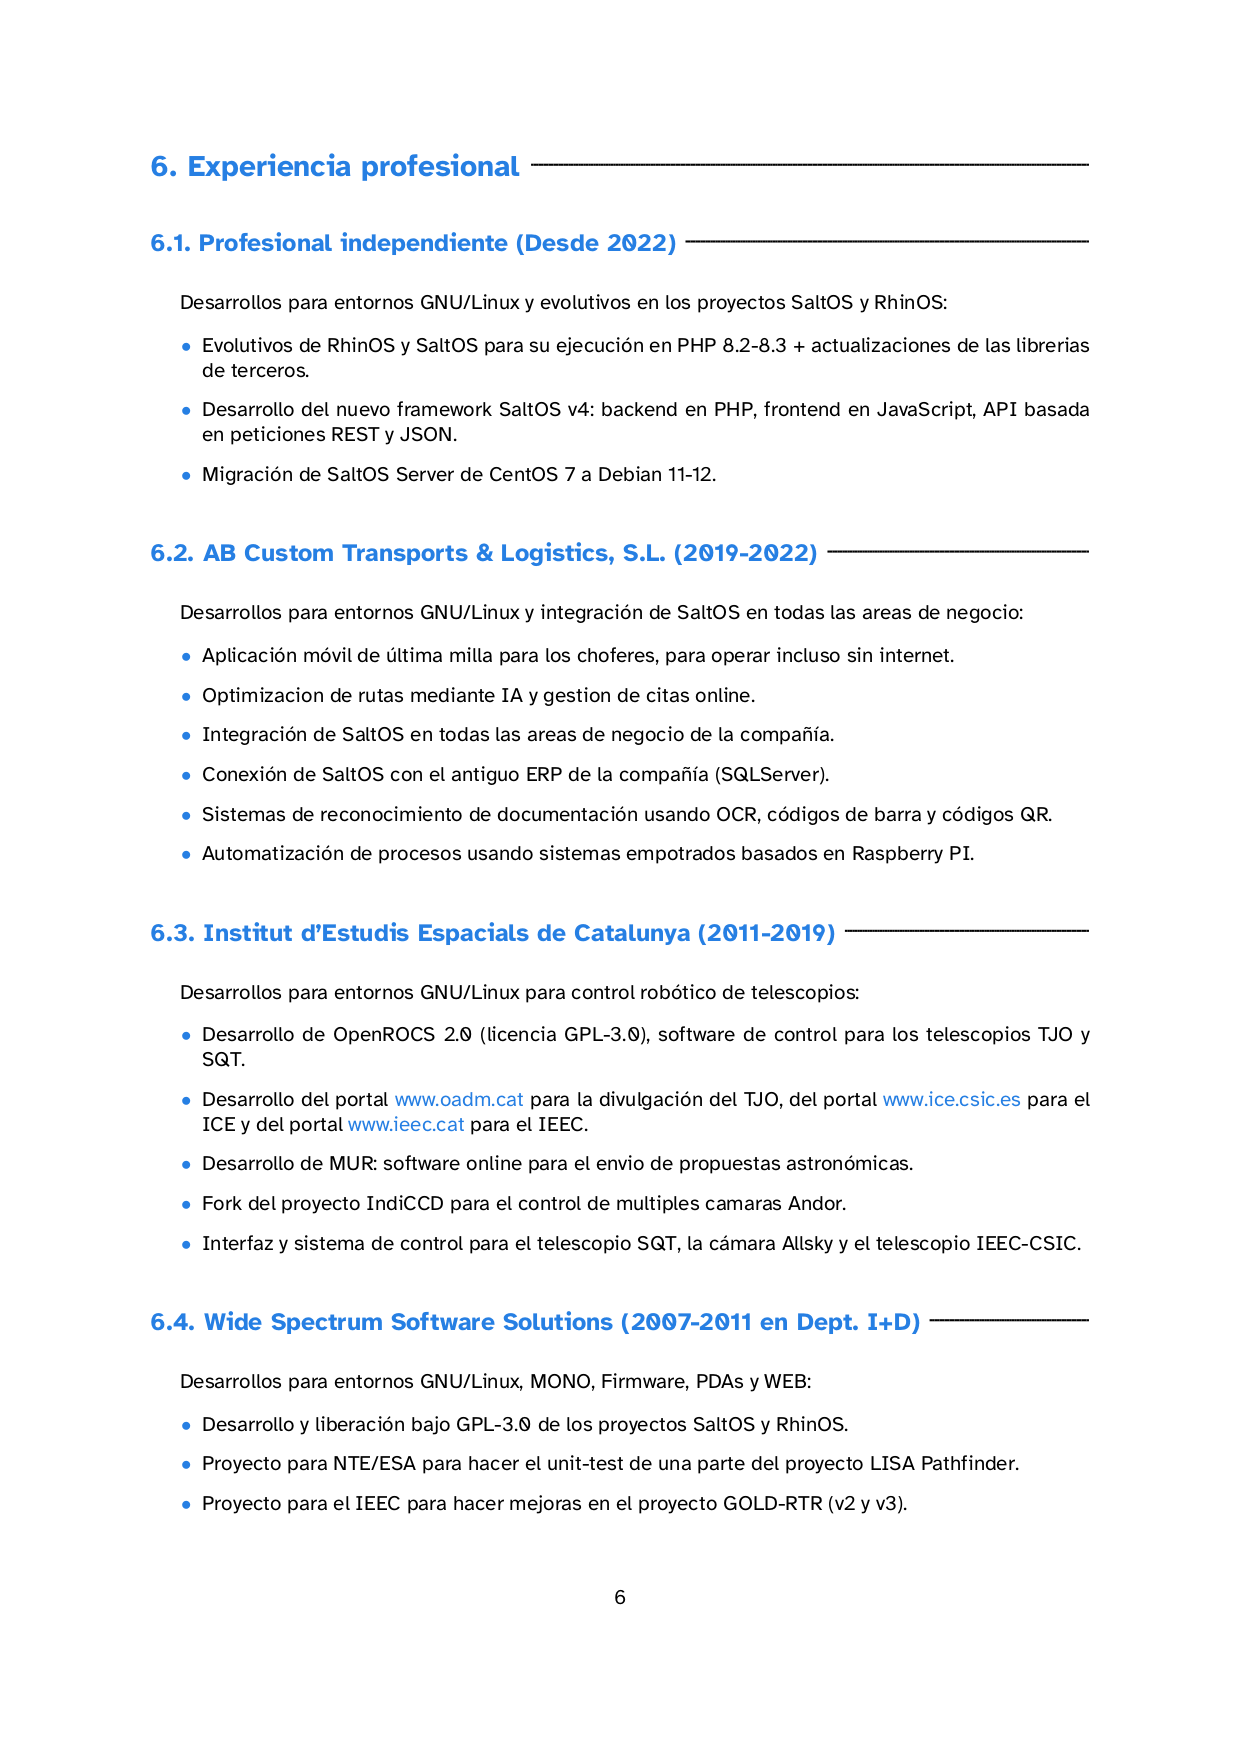 6. Experiencia profesional
6.1. Profesional independiente (Desde 2022)
Desarrollos para entornos GNU/Linux y evolutivos en los proyectos SaltOS y RhinOS:
• Evolutivos de RhinOS y SaltOS para su ejecución en PHP 8.2-8.3 + actualizaciones de las librerias
de terceros.
• Desarrollo del nuevo framework SaltOS v4: backend en PHP, frontend en JavaScript, API basada
en peticiones REST y JSON.
• Migración de SaltOS Server de CentOS 7 a Debian 11-12.
6.2. AB Custom Transports & Logistics, S.L. (2019-2022)
Desarrollos para entornos GNU/Linux y integración de SaltOS en todas las areas de negocio:
• Aplicación móvil de última milla para los choferes, para operar incluso sin internet.
• Optimizacion de rutas mediante IA y gestion de citas online.
• Integración de SaltOS en todas las areas de negocio de la compañía.
• Conexión de SaltOS con el antiguo ERP de la compañía (SQLServer).
• Sistemas de reconocimiento de documentación usando OCR, códigos de barra y códigos QR.
• Automatización de procesos usando sistemas empotrados basados en Raspberry PI.
6.3. Institut d’Estudis Espacials de Catalunya (2011-2019)
Desarrollos para entornos GNU/Linux para control robótico de telescopios:
• Desarrollo de OpenROCS 2.0 (licencia GPL-3.0), software de control para los telescopios TJO y
SQT.
• Desarrollo del portal www.oadm.cat para la divulgación del TJO, del portal www.ice.csic.es para el
ICE y del portal www.ieec.cat para el IEEC.
• Desarrollo de MUR: software online para el envio de propuestas astronómicas.
• Fork del proyecto IndiCCD para el control de multiples camaras Andor.
• Interfaz y sistema de control para el telescopio SQT, la cámara Allsky y el telescopio IEEC-CSIC.
6.4. Wide Spectrum Software Solutions (2007-2011 en Dept. I+D)
Desarrollos para entornos GNU/Linux, MONO, Firmware, PDAs y WEB:
• Desarrollo y liberación bajo GPL-3.0 de los proyectos SaltOS y RhinOS.
• Proyecto para NTE/ESA para hacer el unit-test de una parte del proyecto LISA Pathfinder.
• Proyecto para el IEEC para hacer mejoras en el proyecto GOLD-RTR (v2 y v3).
6